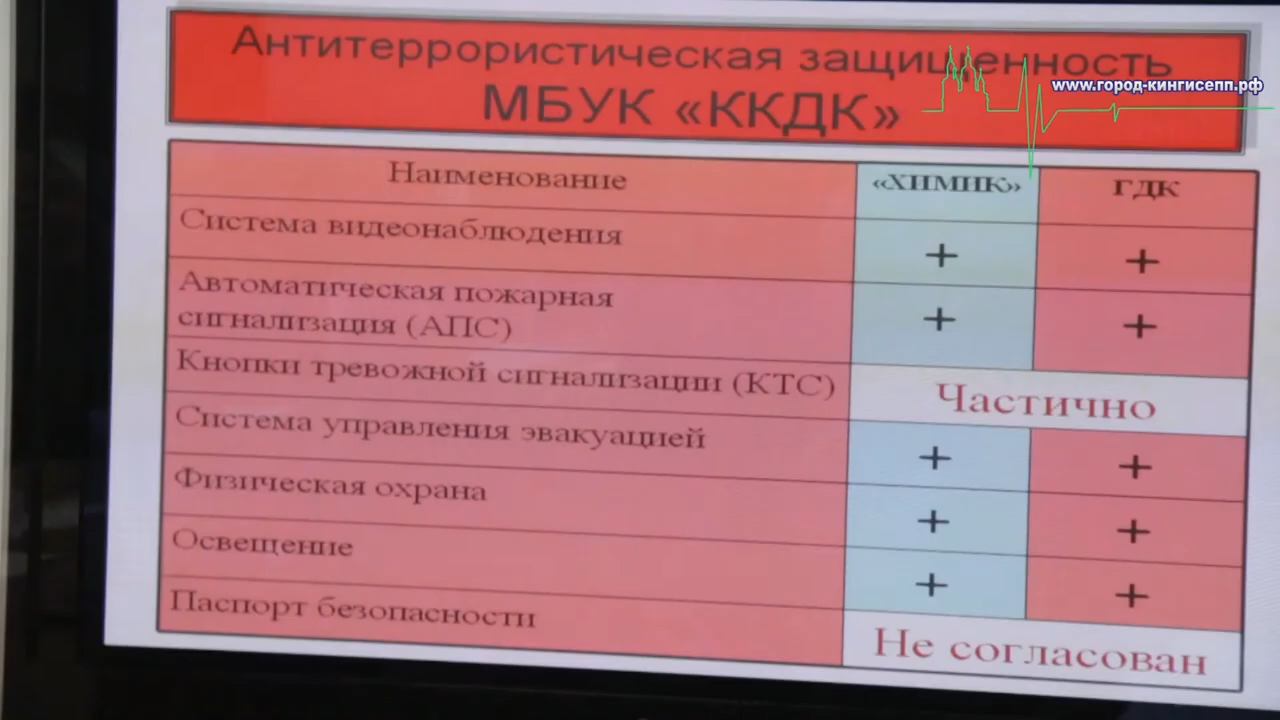 Антитеррористическая защищенность
МБУК «ККДК»
www.город-кингисепп.рф
Наименование «ХИМИК» ГДК
Система видеонаблюдения + +
Автоматическая пожарная
сигнализация (АПС) + +
Кнопки тревожной сигнализации (КТС) Частично
Система управления эвакуацией + +
Физическая охрана + +
Освещение + +
Паспорт безопасности Не согласован